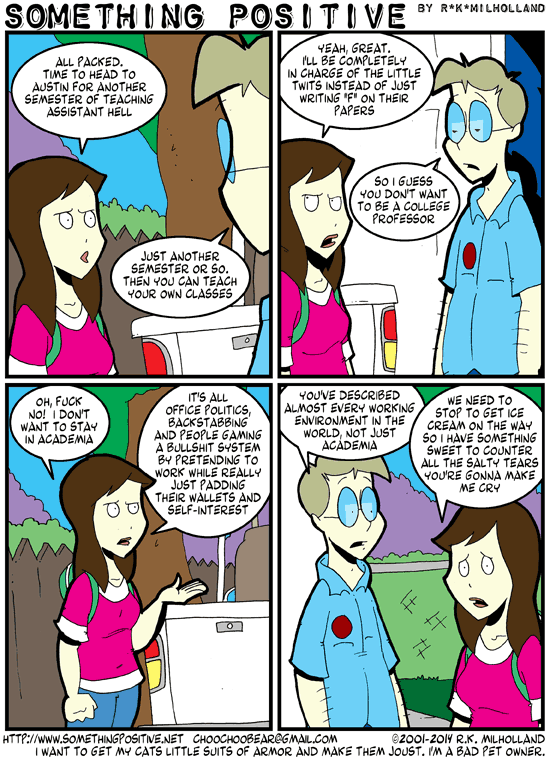 SOMETHING POSITIVE BY R*K*MILHOLLAND
ALL PACKED.
TIME TO HEAD TO
AUSTIN FOR ANOTHER
SEMESTER OF TEACHING
ASSISTANT HELL
JUST ANOTHER
SEMESTER OR SO.
THEN YOU CAN TEACH
YOUR OWN CLASSES
YEAH, GREAT.
I'LL BE COMPLETELY
IN CHARGE OF THE LITTLE
TWITS INSTEAD OF JUST
WRITING "F" ON THEIR
PAPERS
SO I GUESS
YOU DON'T WANT
TO BE A COLLEGE
PROFESSOR
OH, FUCK
NO! I DON'T
WANT TO STAY
IN ACADEMIA
IT'S ALL
OFFICE POLITICS,
BACKSTABBING
AND PEOPLE GAMING
A BULLSHIT SYSTEM
BY PRETENDING TO
WORK WHILE REALLY
JUST PADDING
THEIR WALLETS AND
SELF-INTEREST
YOU'VE DESCRIBED
ALMOST EVERY WORKING
ENVIRONMENT IN THE
WORLD, NOT JUST
ACADEMIA
WE NEED TO
STOP TO GET ICE
CREAM ON THE WAY
SO I HAVE SOMETHING
SWEET TO COUNTER
ALL THE SALTY TEARS
YOU'RE GONNA MAKE
ME CRY
HTTP://WWW.SOMETHINGPOSITIVE.NET CHOOCHOOBEAR@GMAIL.COM ©2001-2014 R.K. MILHOLLAND
I WANT TO GET MY CATS LITTLE SUITS OF ARMOR AND MAKE THEM JOUST. I'M A BAD PET OWNER.